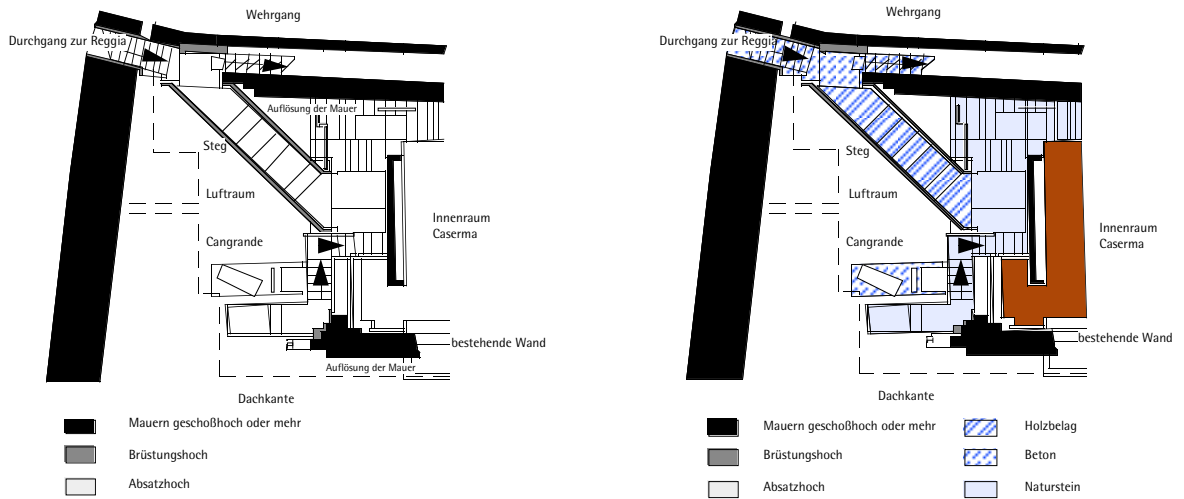 Wehrgang
Durchgang zur Reggia
Auflösung der Mauer
Steg
Luftraum
Innenraum
Caserma
Cangrande
bestehende Wand
Auflösung der Mauer
Dachkante
Mauern geschoßhoch oder mehr
Brüstungshoch
Absatzhoch
Wehrgang
Durchgang zur Reggia
Steg
Luftraum
Innenraum
Caserma
Cangrande
bestehende Wand
Dachkante
Mauern geschoßhoch oder mehr
Holzbelag
Brüstungshoch
Beton
Absatzhoch
Naturstein